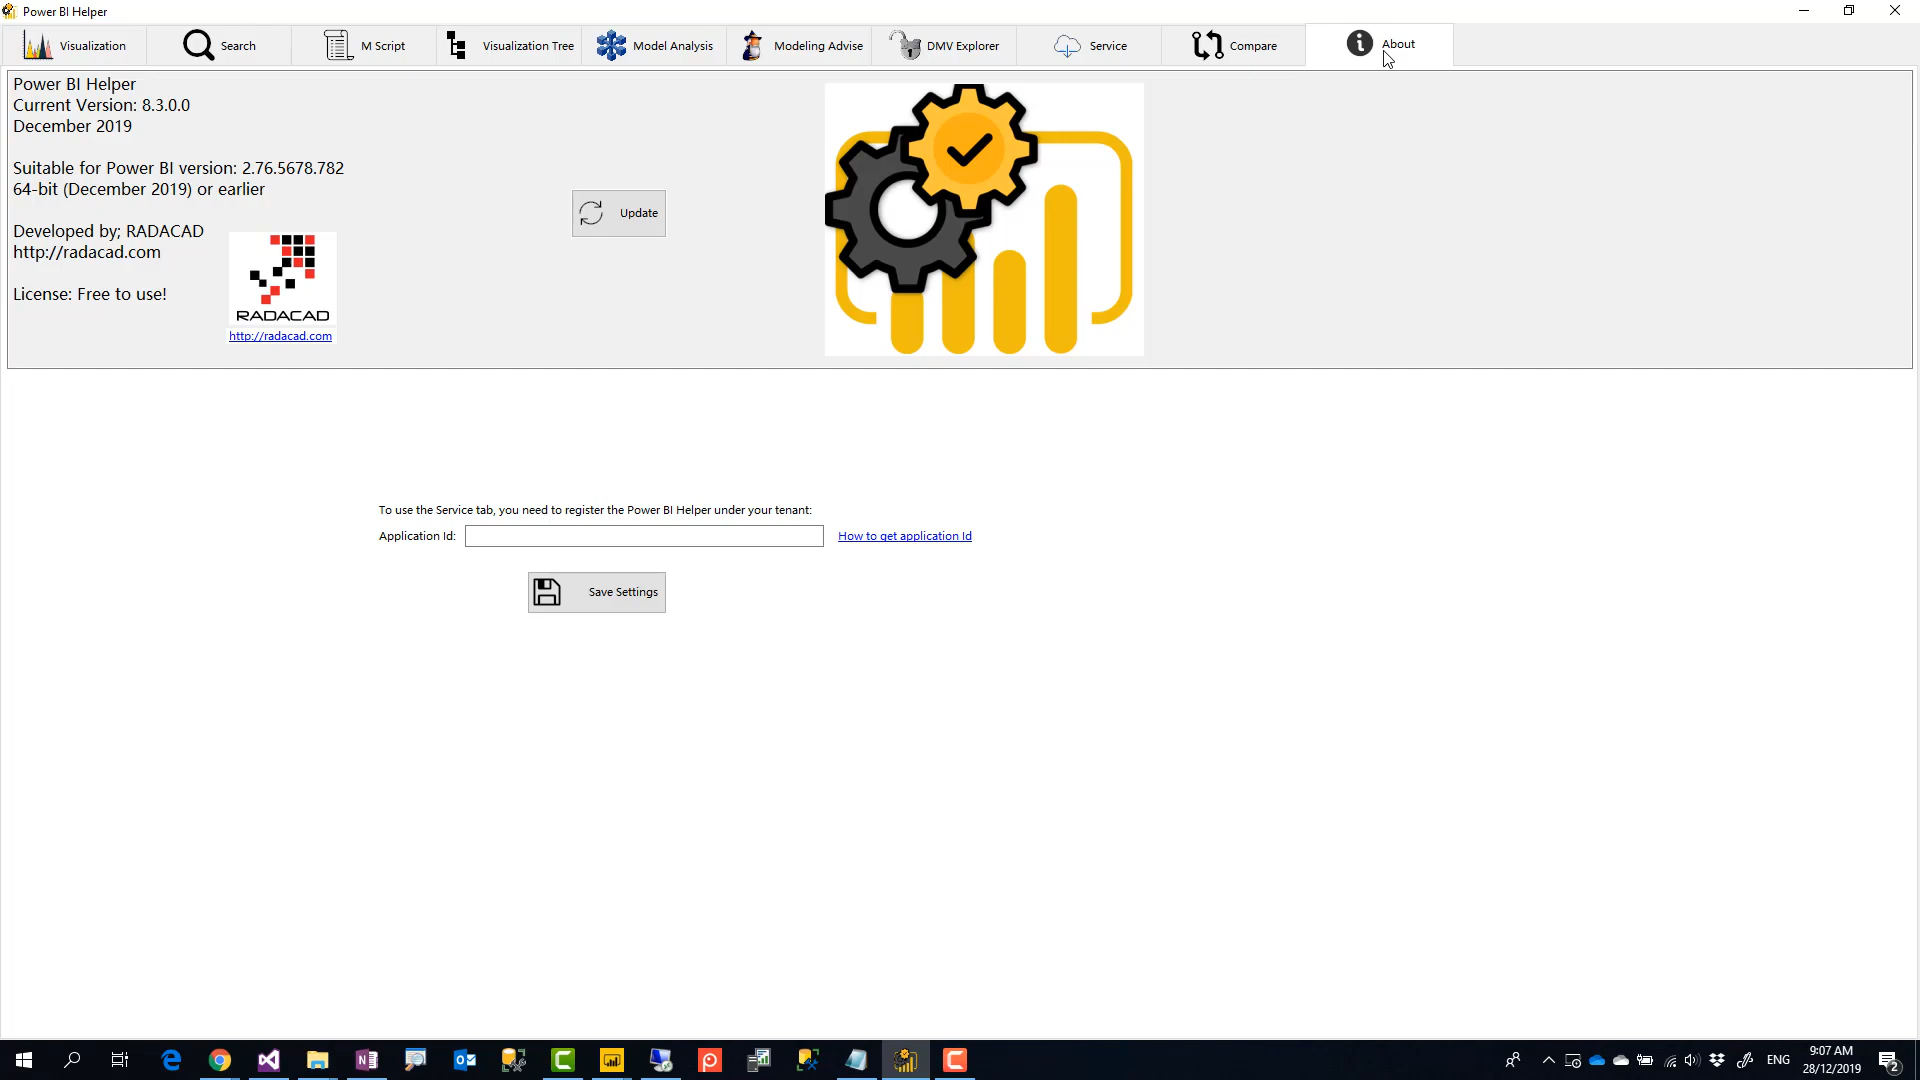 Power BI Helper
Visualization
Search
M Script
Visualization Tree
Model Analysis
Modeling Advise
DMV Explorer
Service
Compare
About
Power BI Helper
Current Version: 8.3.0.0
December 2019
Suitable for Power BI version: 2.76.5678.782
64-bit (December 2019) or earlier
Developed by; RADACAD
http://radacad.com
License: Free to use!
RADACAD
http://radacad.com
Update
To use the Service tab, you need to register the Power BI Helper under your tenant:
Application Id:
How to get application Id
Save Settings
ENG
9:07 AM
28/12/2019
2